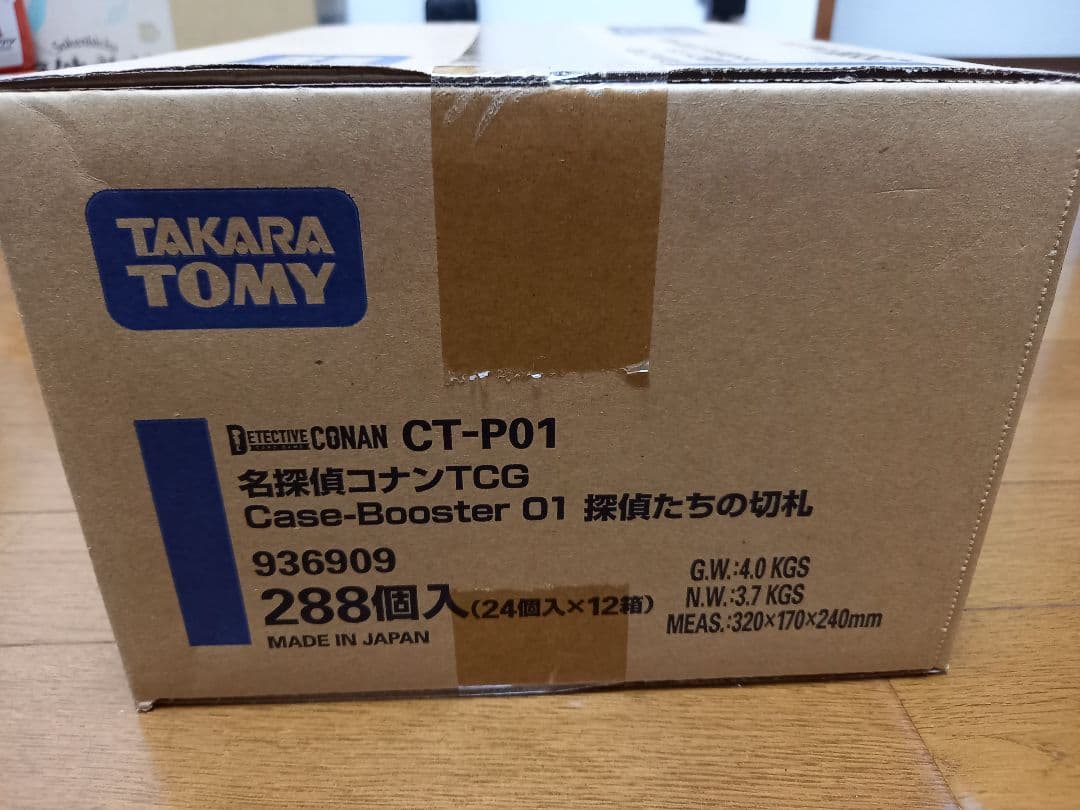 TAKARA
TOMY
DETECTIVE CONAN CT-P01
名探偵コナンTCG
Case-Booster 01 探偵たちの切札
936909
288個入(24個入×12箱)
MADE IN JAPAN
G.W.:4.0 KGS
N.W.:3.7 KGS
MEAS.:320×170×240mm